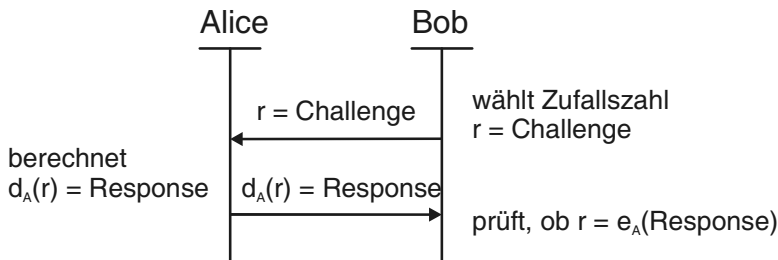 Alice
Bob
r = Challenge
wählt Zufallszahl
r = Challenge
berechnet
d_A(r) = Response
d_A(r) = Response
prüft, ob r = e_A(Response)